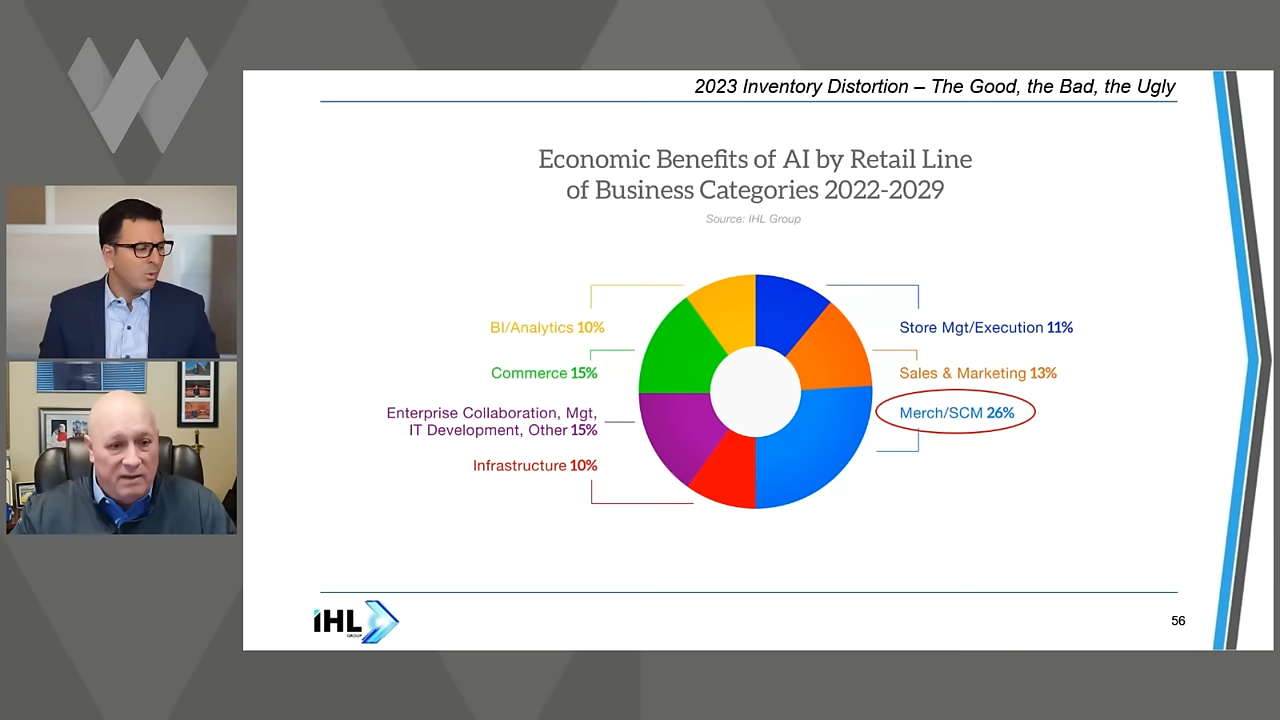 2023 Inventory Distortion – The Good, the Bad, the Ugly
Economic Benefits of AI by Retail Line
of Business Categories 2022-2029
Source: IHL Group
BI/Analytics 10%
Commerce 15%
Enterprise Collaboration, Mgt,
IT Development, Other 15%
Infrastructure 10%
Store Mgt/Execution 11%
Sales & Marketing 13%
Merch/SCM 26%
IHL
GROUP
56